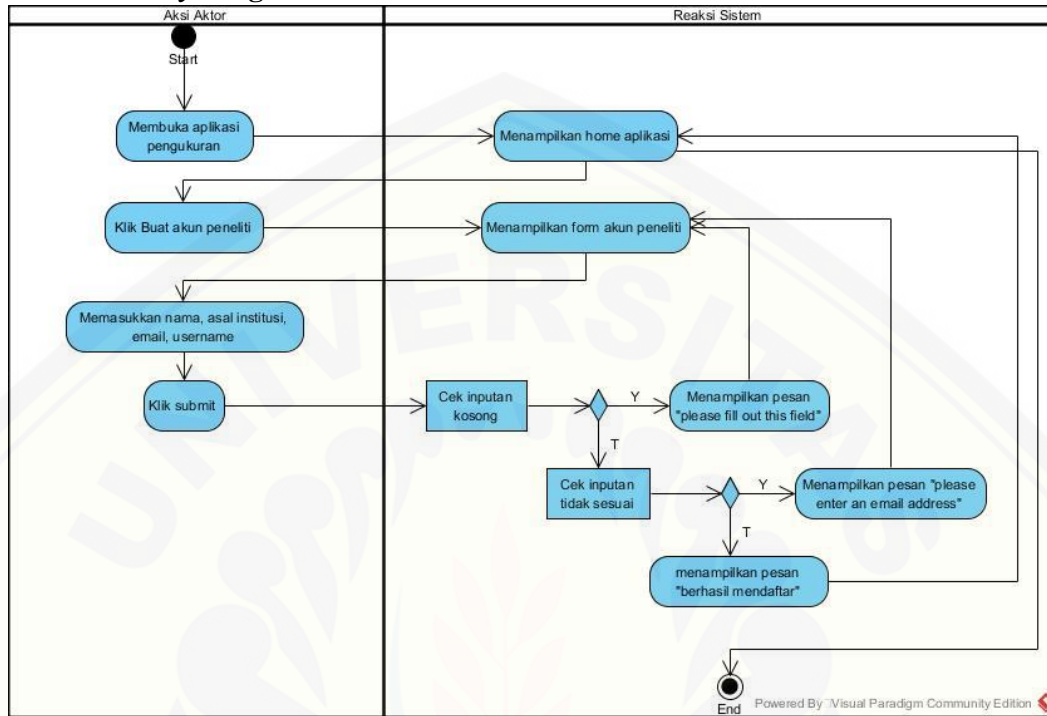 Aksi Aktor
Reaksi Sistem
Start
Membuka aplikasi
pengukuran
Menampilkan home aplikasi
Klik Buat akun peneliti
Menampilkan form akun peneliti
Memasukkan nama, asal institusi,
email, username
Klik submit
Cek inputan
kosong
Y
Menampilkan pesan
"please fill out this field"
T
Cek inputan
tidak sesuai
Y
Menampilkan pesan "please
enter an email address"
T
menampilkan pesan
"berhasil mendaftar"
End
Powered By Visual Paradigm Community Edition
UNIVERSITAS